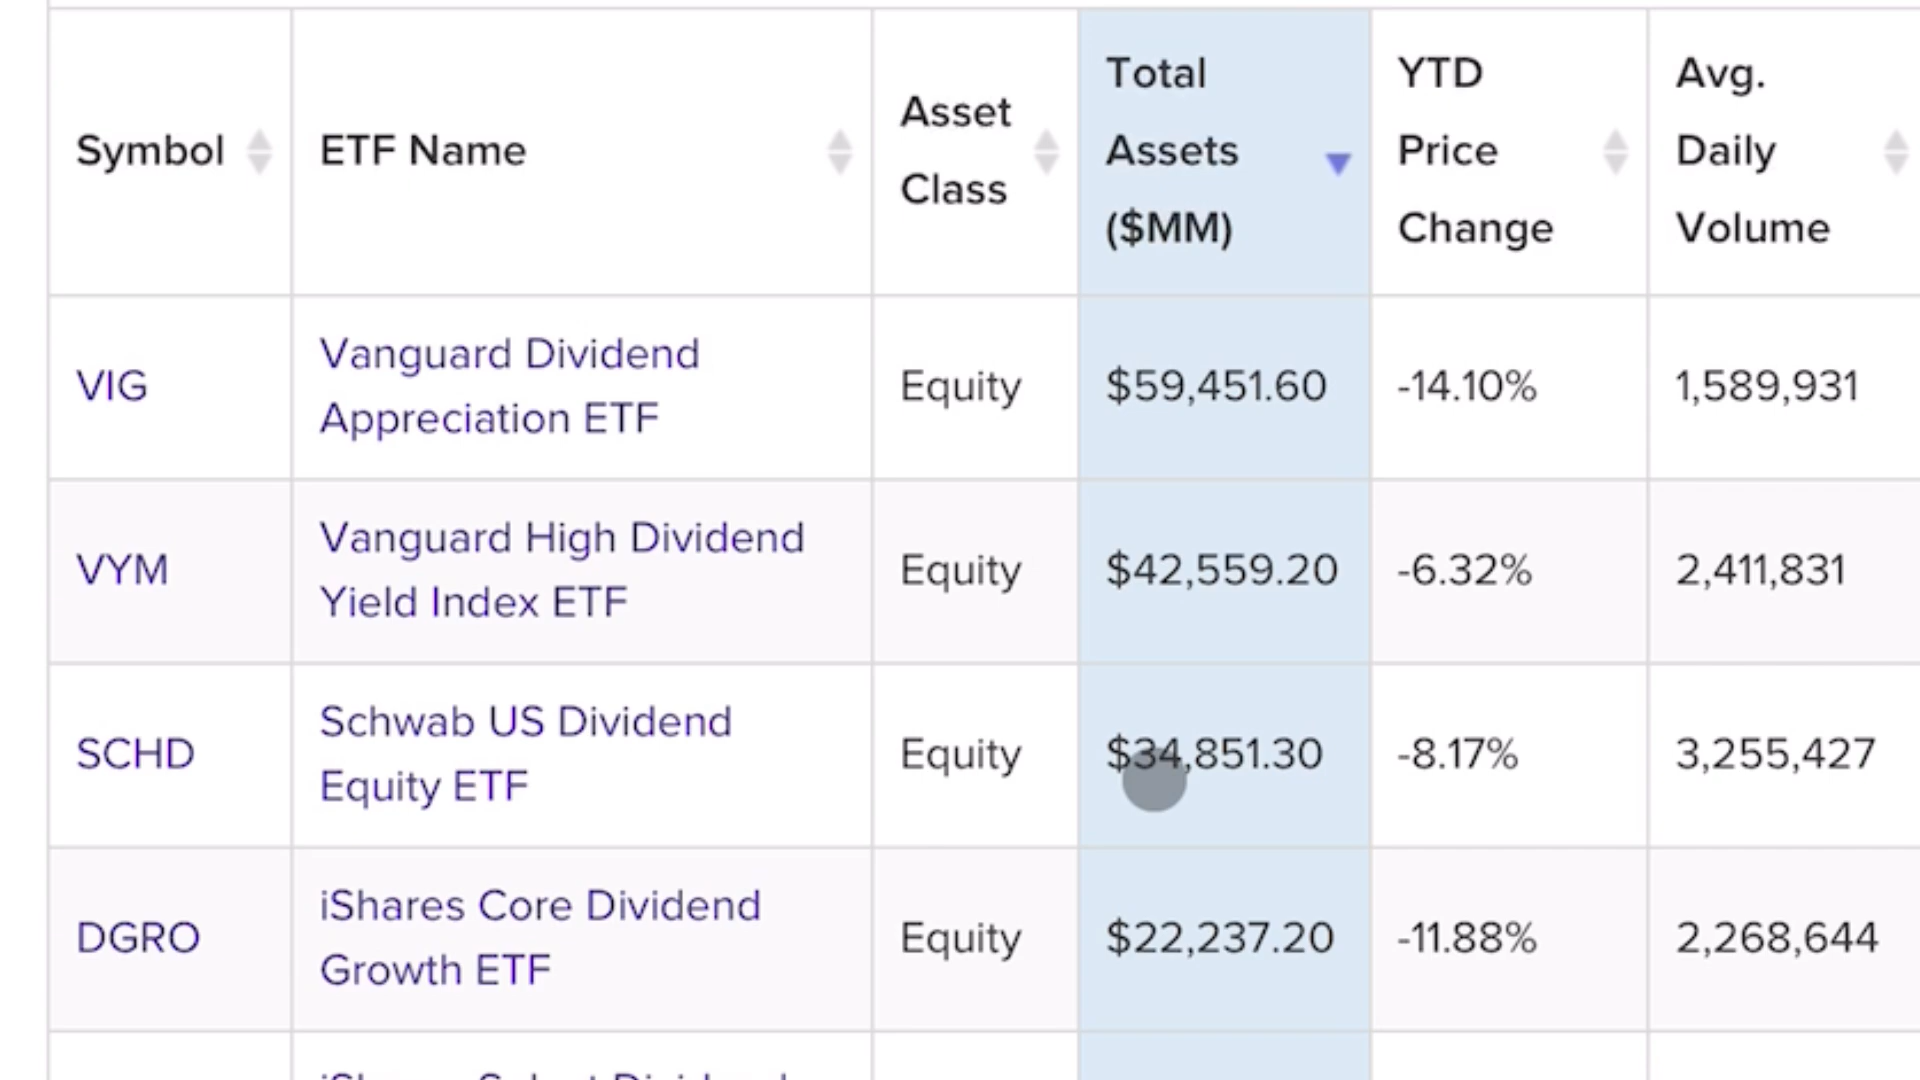 Symbol
ETF Name
Asset
Class
Total
Assets
($MM)
YTD
Price
Change
Avg.
Daily
Volume
VIG
Vanguard Dividend
Appreciation ETF
Equity
$59,451.60
-14.10%
1,589,931
VYM
Vanguard High Dividend
Yield Index ETF
Equity
$42,559.20
-6.32%
2,411,831
SCHD
Schwab US Dividend
Equity ETF
Equity
$34,851.30
-8.17%
3,255,427
DGRO
iShares Core Dividend
Growth ETF
Equity
$22,237.20
-11.88%
2,268,644
iShares Select Dividend